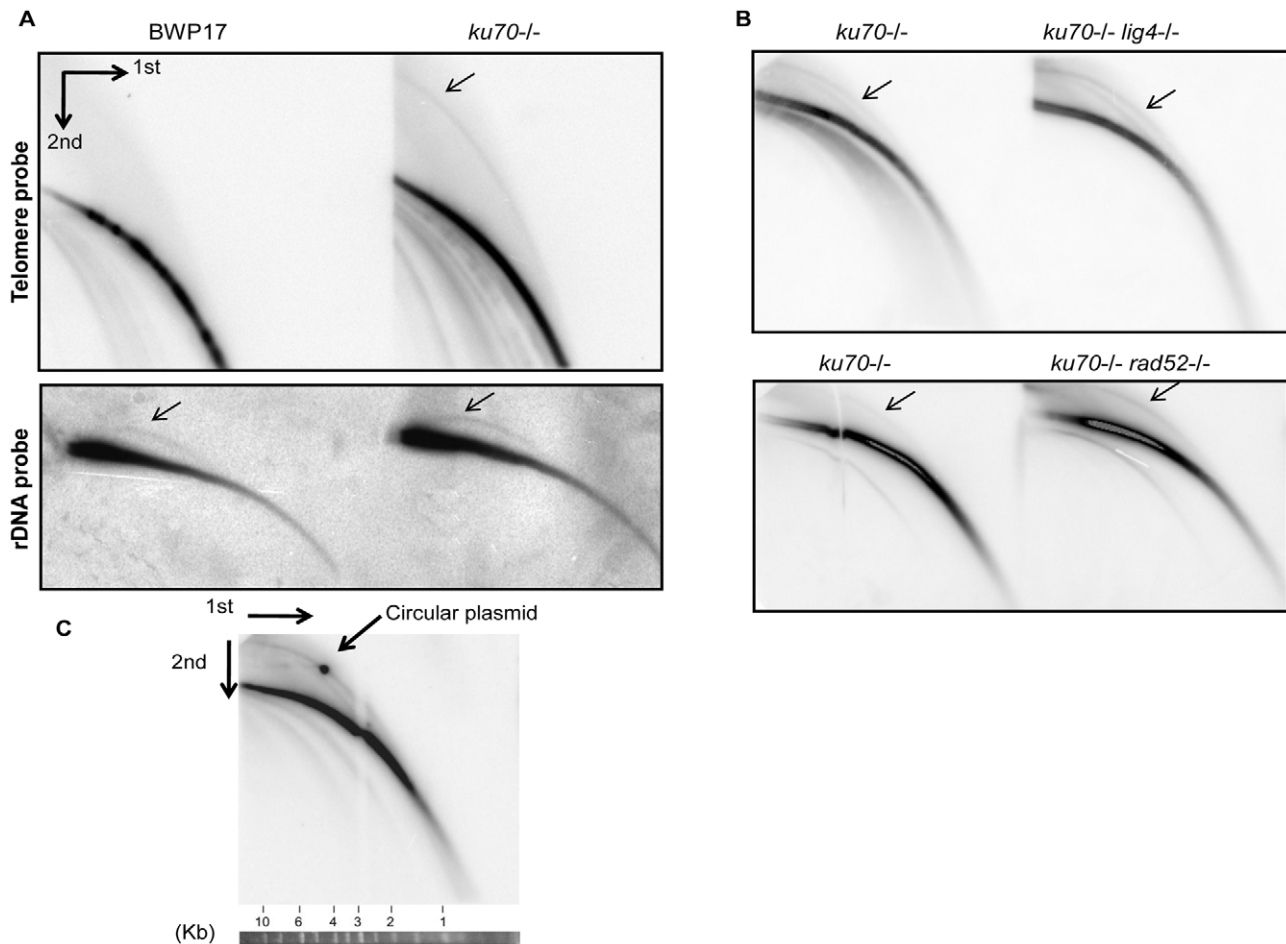 A
BWP17
ku70-/-
1st
2nd
Telomere probe
rDNA probe
B
ku70-/-
ku70-/- lig4-/-
ku70-/-
ku70-/- rad52-/-
C
1st
Circular plasmid
2nd
10 6 4 3 2 1
(Kb)